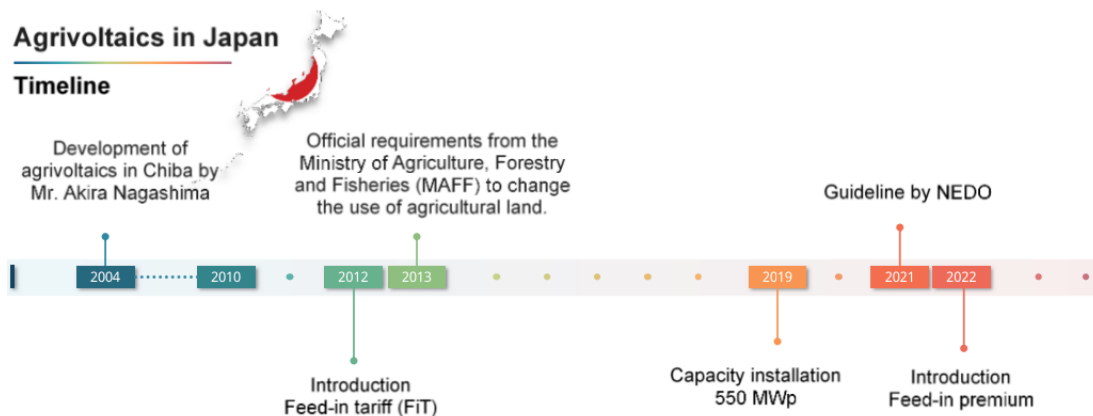 Agrivoltaics in Japan
Timeline
Development of
agrivoltaics in Chiba by
Mr. Akira Nagashima
Official requirements from the
Ministry of Agriculture, Forestry
and Fisheries (MAFF) to change
the use of agricultural land.
Guideline by NEDO
2004
2010
2012
2013
2019
2021
2022
Introduction
Feed-in tariff (FiT)
Capacity installation
550 MWp
Introduction
Feed-in premium